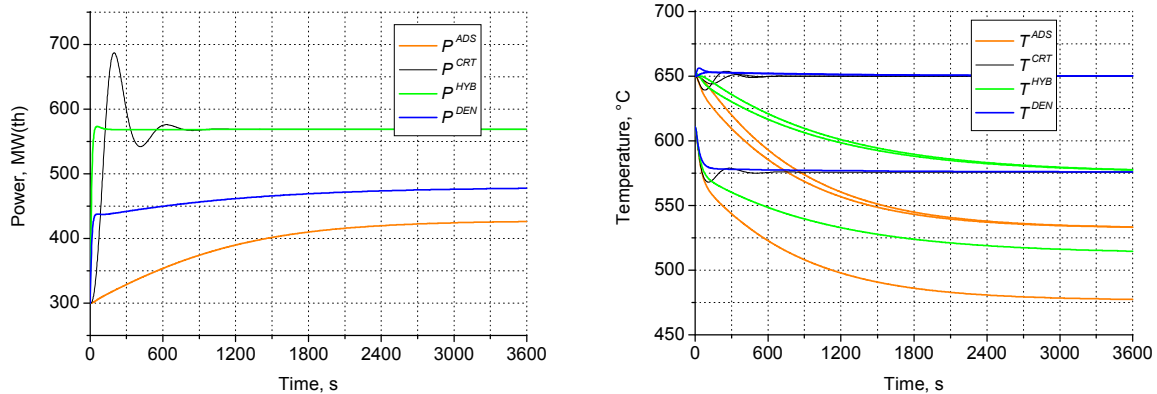 700
600
500
400
300
Power, MW(th)
0 600 1200 1800 2400 3000 3600
Time, s
P ADS
P CRT
P HYB
P DEN
700
650
600
550
500
450
Temperature, °C
0 600 1200 1800 2400 3000 3600
Time, s
T ADS
T CRT
T HYB
T DEN